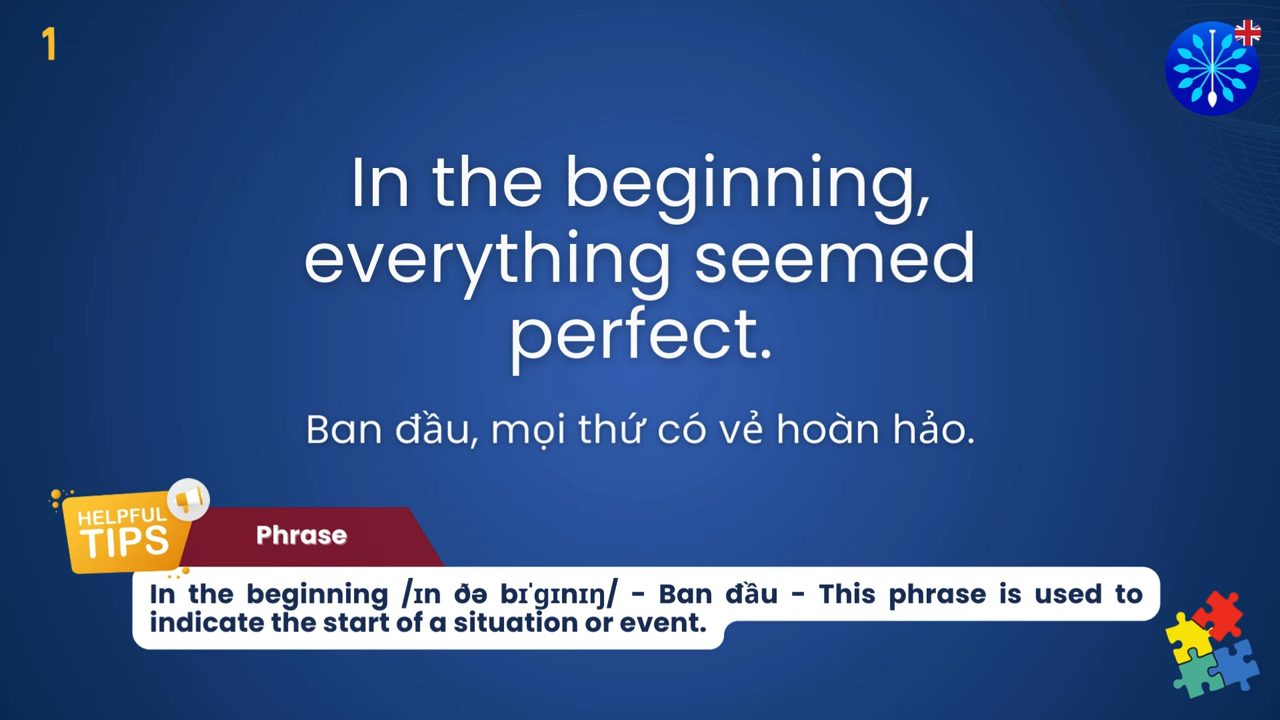 1
In the beginning,
everything seemed
perfect.
Ban đầu, mọi thứ có vẻ hoàn hảo.
HELPFUL
TIPS
Phrase
In the beginning /ɪn ðə bɪˈɡɪnɪŋ/ - Ban đầu - This phrase is used to
indicate the start of a situation or event.